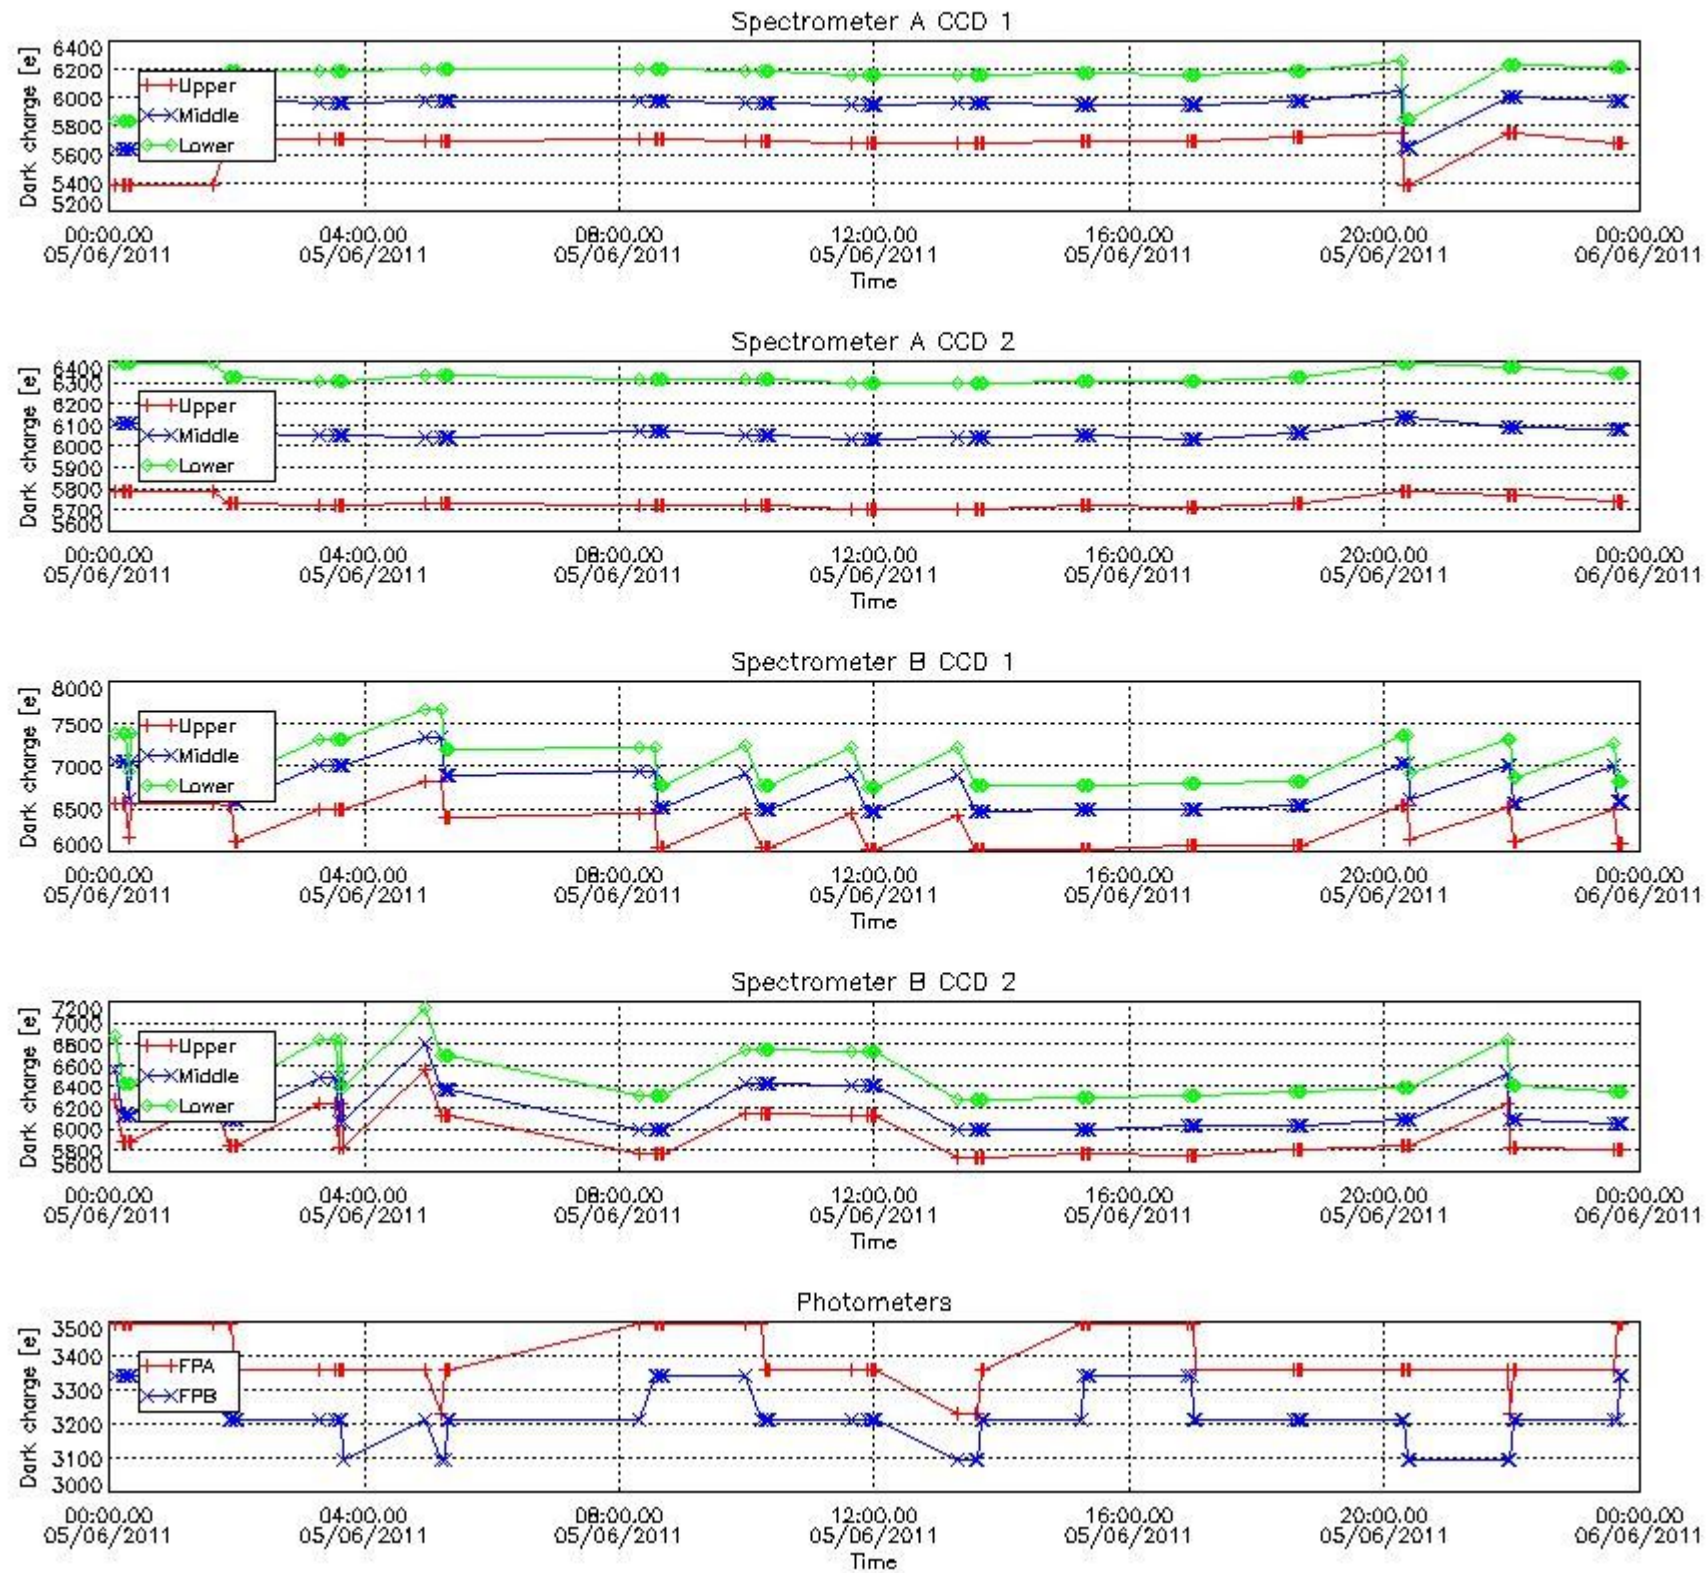 Spectrometer A CCD 1
Dark charge [e]
6400
6200
6000
5800
5600
5400
5200
Upper
Middle
Lower
00:00.00 04:00.00 08:00.00 12:00.00 16:00.00 20:00.00 00:00.00
05/06/2011 05/06/2011 05/06/2011 05/06/2011 05/06/2011 05/06/2011 06/06/2011
Time
Spectrometer A CCD 2
Dark charge [e]
6400
6300
6200
6100
6000
5900
5800
5700
5600
Upper
Middle
Lower
00:00.00 04:00.00 08:00.00 12:00.00 16:00.00 20:00.00 00:00.00
05/06/2011 05/06/2011 05/06/2011 05/06/2011 05/06/2011 05/06/2011 06/06/2011
Time
Spectrometer B CCD 1
Dark charge [e]
8000
7500
7000
6500
6000
Upper
Middle
Lower
00:00.00 04:00.00 08:00.00 12:00.00 16:00.00 20:00.00 00:00.00
05/06/2011 05/06/2011 05/06/2011 05/06/2011 05/06/2011 05/06/2011 06/06/2011
Time
Spectrometer B CCD 2
Dark charge [e]
7200
7000
6800
6600
6400
6200
6000
5800
5600
Upper
Middle
Lower
00:00.00 04:00.00 08:00.00 12:00.00 16:00.00 20:00.00 00:00.00
05/06/2011 05/06/2011 05/06/2011 05/06/2011 05/06/2011 05/06/2011 06/06/2011
Time
Photometers
Dark charge [e]
3500
3400
3300
3200
3100
3000
FPA
FPB
00:00.00 04:00.00 08:00.00 12:00.00 16:00.00 20:00.00 00:00.00
05/06/2011 05/06/2011 05/06/2011 05/06/2011 05/06/2011 05/06/2011 06/06/2011
Time